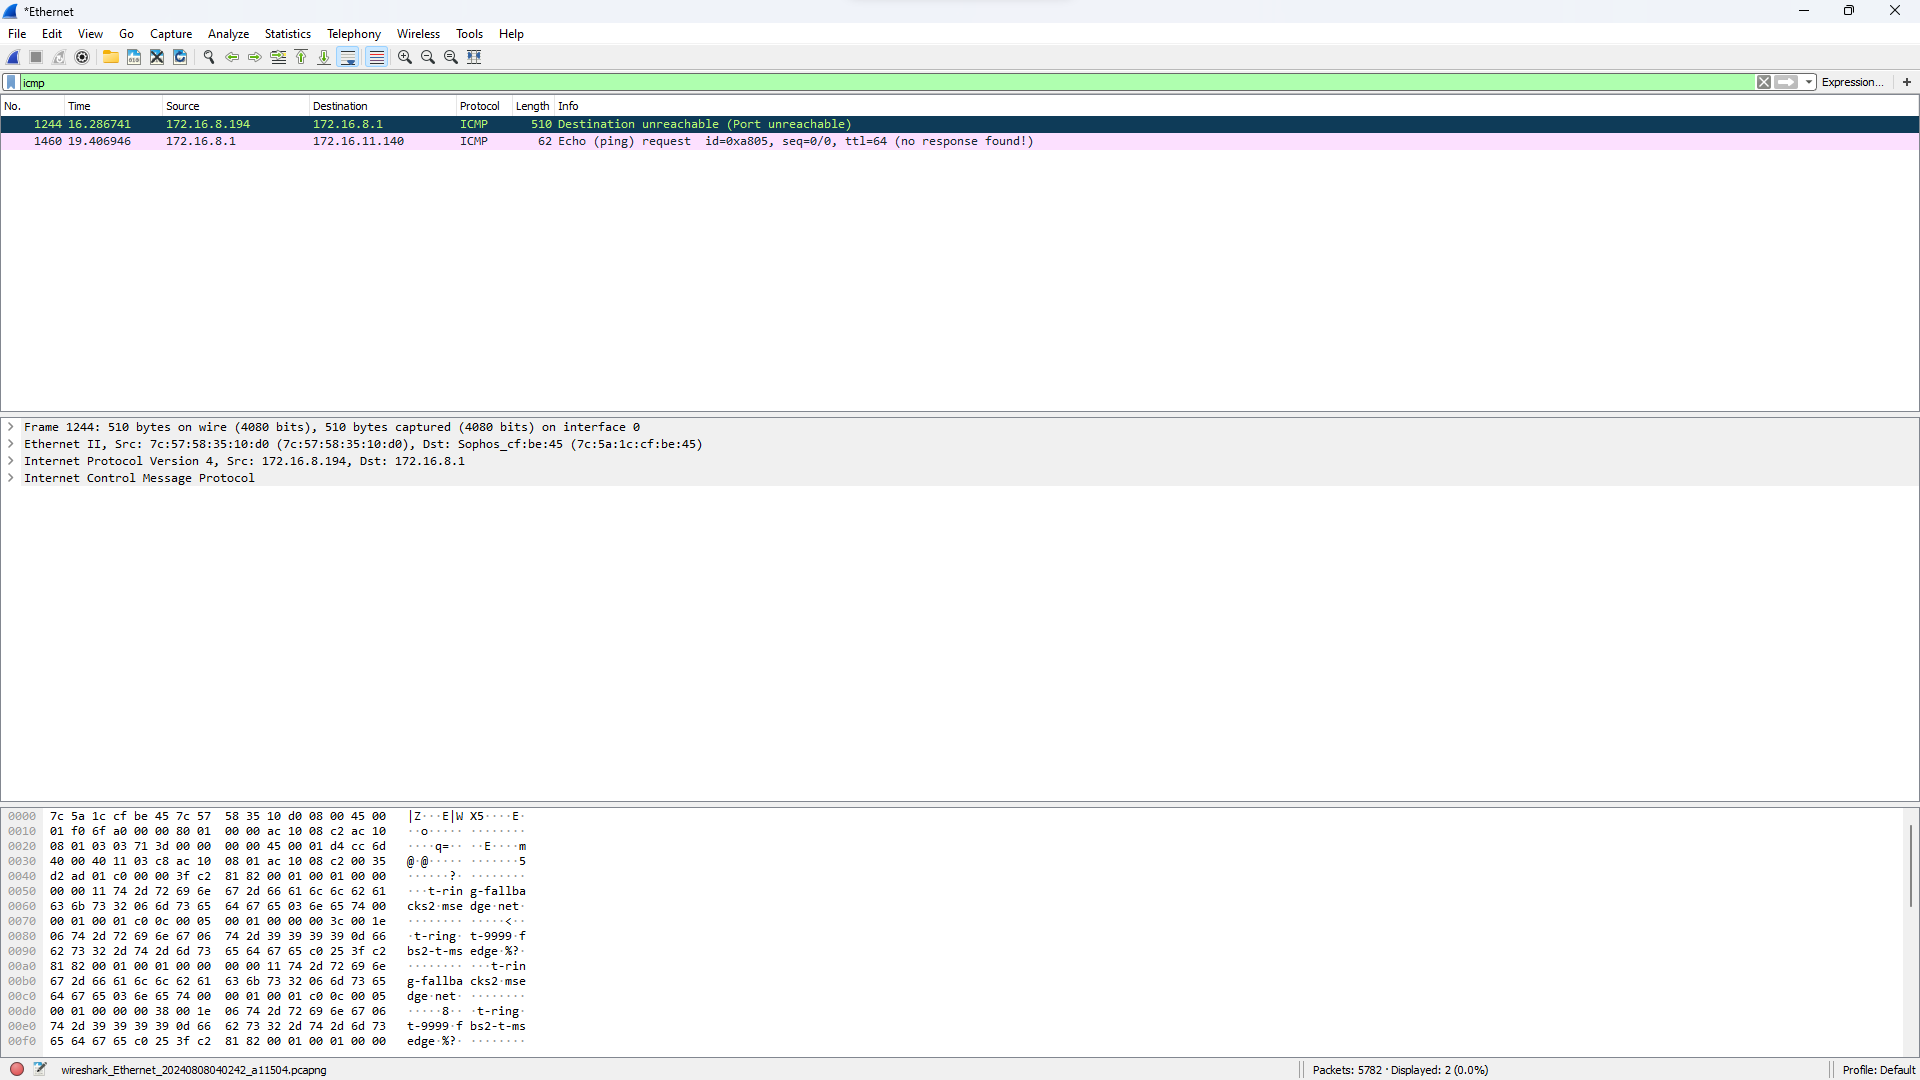 *Ethernet
File Edit View Go Capture Analyze Statistics Telephony Wireless Tools Help
icmp Expression… +
No. Time Source Destination Protocol Length Info
1244 16.286741 172.16.8.194 172.16.8.1 ICMP 510 Destination unreachable (Port unreachable)
1460 19.406946 172.16.8.1 172.16.11.140 ICMP 62 Echo (ping) request id=0xa805, seq=0/0, ttl=64 (no response found!)
Frame 1244: 510 bytes on wire (4080 bits), 510 bytes captured (4080 bits) on interface 0
Ethernet II, Src: 7c:57:58:35:10:d0 (7c:57:58:35:10:d0), Dst: Sophos_cf:be:45 (7c:5a:1c:cf:be:45)
Internet Protocol Version 4, Src: 172.16.8.194, Dst: 172.16.8.1
Internet Control Message Protocol
0000 7c 5a 1c cf be 45 7c 57 58 35 10 d0 08 00 45 00 |Z···E|W X5····E·
0010 01 f0 6f a0 00 00 80 01 00 00 ac 10 08 c2 ac 10 ··o····· ········
0020 08 01 03 03 71 3d 00 00 00 00 45 00 01 d4 cc 6d ····q=·· ··E····m
0030 40 00 40 11 03 c8 ac 10 08 01 ac 10 08 c2 00 35 @·@····· ·······5
0040 d2 ad 01 c0 00 00 3f c2 81 82 00 01 00 01 00 00 ······?· ········
0050 00 00 11 74 2d 72 69 6e 67 2d 66 61 6c 6c 62 61 ···t-rin g-fallba
0060 63 6b 73 32 06 6d 73 65 64 67 65 03 6e 65 74 00 cks2·mse dge·net·
0070 00 01 00 01 c0 0c 00 05 00 01 00 00 00 3c 00 1e ········ ·····<··
0080 06 74 2d 72 69 6e 67 06 74 2d 39 39 39 39 0d 66 ·t-ring· t-9999·f
0090 62 73 32 2d 74 2d 6d 73 65 64 67 65 c0 25 3f c2 bs2-t-ms edge·%?·
00a0 81 82 00 01 00 01 00 00 00 00 11 74 2d 72 69 6e ········ ···t-rin
00b0 67 2d 66 61 6c 6c 62 61 63 6b 73 32 06 6d 73 65 g-fallba cks2·mse
00c0 64 67 65 03 6e 65 74 00 00 01 00 01 c0 0c 00 05 dge·net· ········
00d0 00 01 00 00 00 38 00 1e 06 74 2d 72 69 6e 67 06 ·····8·· ·t-ring·
00e0 74 2d 39 39 39 39 0d 66 62 73 32 2d 74 2d 6d 73 t-9999·f bs2-t-ms
00f0 65 64 67 65 c0 25 3f c2 81 82 00 01 00 01 00 00 edge·%?· ········
wireshark_Ethernet_20240808040242_a11504.pcapng Packets: 5782 · Displayed: 2 (0.0%) Profile: Default